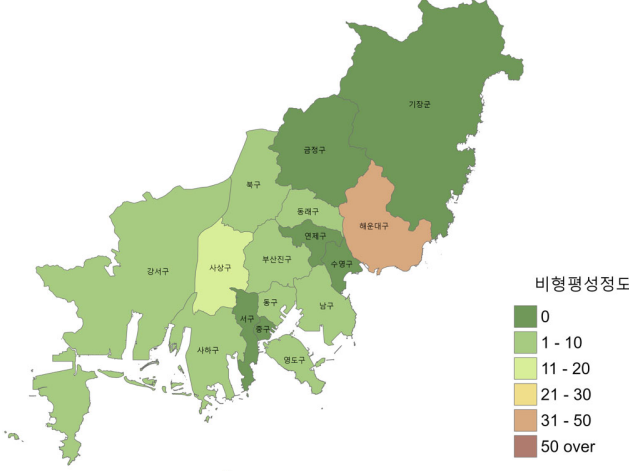 기장군
금정구
북구
동래구
해운대구
연제구
수영구
부산진구
강서구
사상구
동구
남구
서구
중구
사하구
영도구
비형평성정도
0
1 - 10
11 - 20
21 - 30
31 - 50
50 over